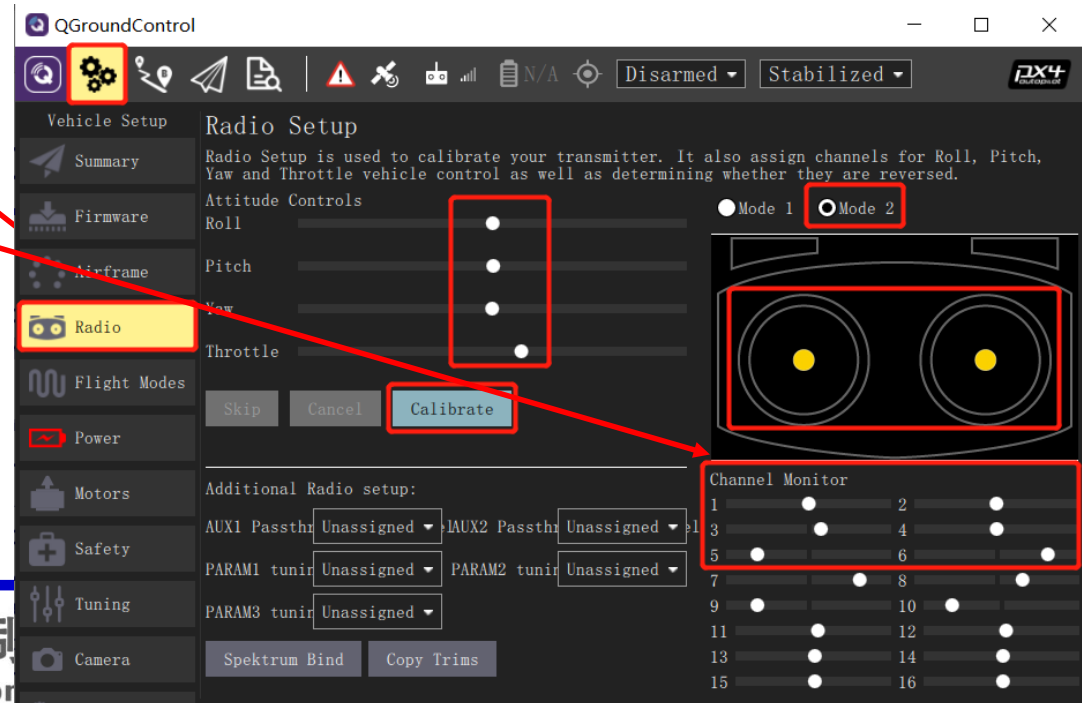 QGroundControl
N/A
Disarmed
Stabilized
PX4
autopilot
Vehicle Setup
Summary
Firmware
Airframe
Radio
Flight Modes
Power
Motors
Safety
Tuning
Camera
Radio Setup
Radio Setup is used to calibrate your transmitter. It also assign channels for Roll, Pitch,
Yaw and Throttle vehicle control as well as determining whether they are reversed.
Attitude Controls
Roll
Pitch
Yaw
Throttle
Skip Cancel Calibrate
Additional Radio setup:
AUX1 Passth Unassigned AUX2 Passth Unassigned
PARAM1 tunin Unassigned PARAM2 tunin Unassigned
PARAM3 tunin Unassigned
Spektrum Bind Copy Trims
Mode 1 Mode 2
Channel Monitor
1 2
3 4
5 6
7 8
9 10
11 12
13 14
15 16